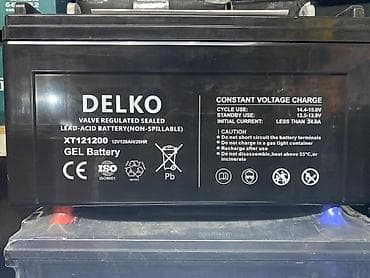 DELKO
VALVE REGULATED SEALED
LEAD-ACID BATTERY(NON-SPILLABLE)
XT121200 12V120AH/20HR
GEL Battery
CE ISO Pb
CONSTANT VOLTAGE CHARGE
CYCLE USE: 14.4-15.0V
STANDBY USE: 13.5-13.8V
INITIAL CURRENT: LESS THAN 36.0A
CAUTION
Do not short circuit the battery terminals
Do not charge in a gas tight container
Recharge after use
Do not disassemble, heat above 55°C, or
incinerate